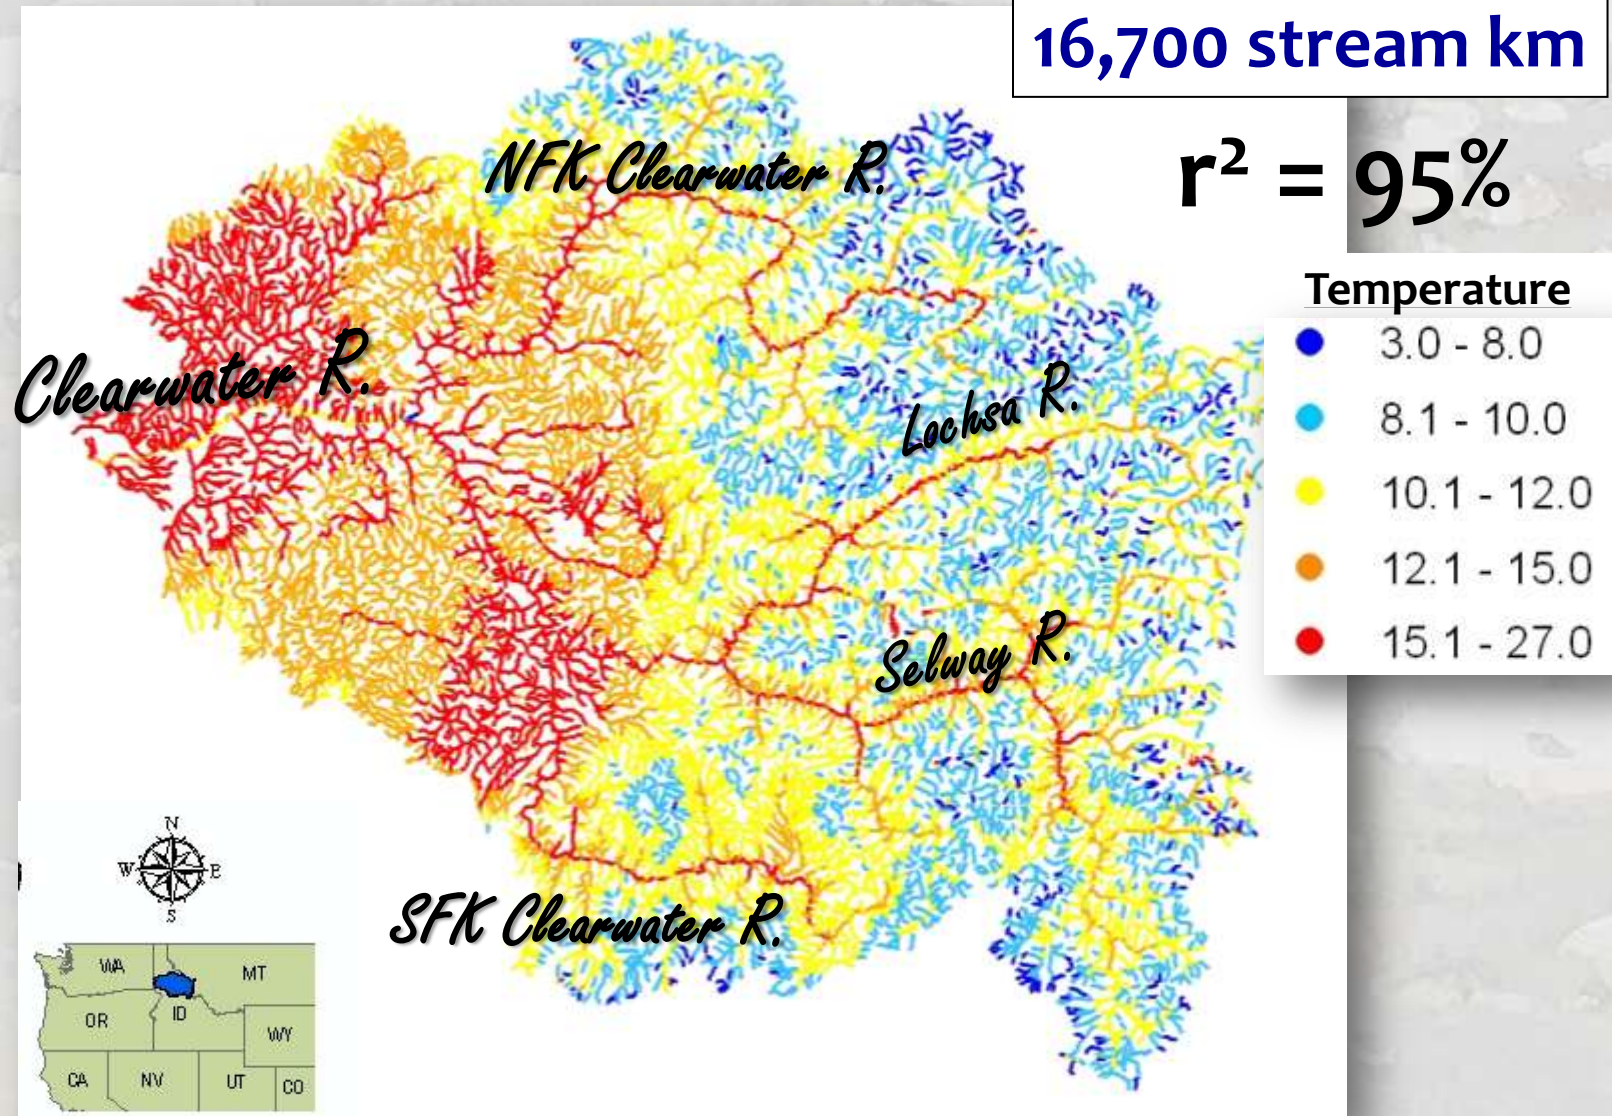 16,700 stream km
r² = 95%
NFK Clearwater R.
Temperature
3.0 - 8.0
8.1 - 10.0
10.1 - 12.0
12.1 - 15.0
15.1 - 27.0
Clearwater R.
Lochsa R.
Selway R.
SFK Clearwater R.
N
W E
S
WA MT
OR ID
WY
CA NV UT CO